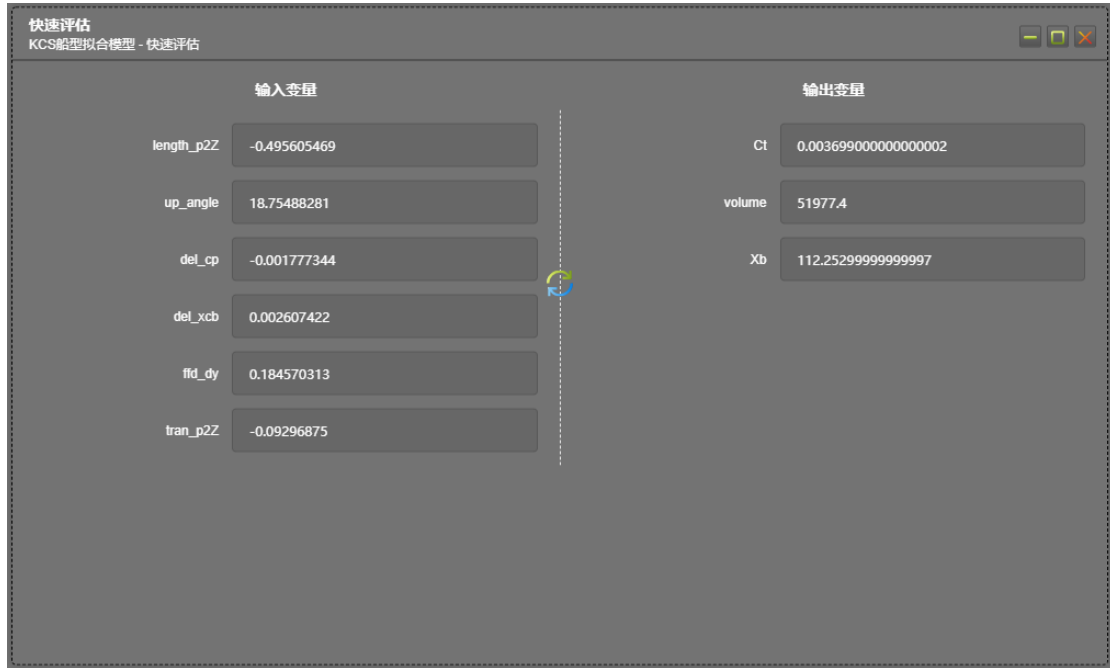 快速评估
KCS船型拟合模型 - 快速评估
输入变量
输出变量
length_p2Z -0.495605469
Ct 0.003699000000000002
up_angle 18.75488281
volume 51977.4
del_cp -0.001777344
Xb 112.25299999999997
del_xcb 0.002607422
ffd_dy 0.184570313
tran_p2Z -0.09296875